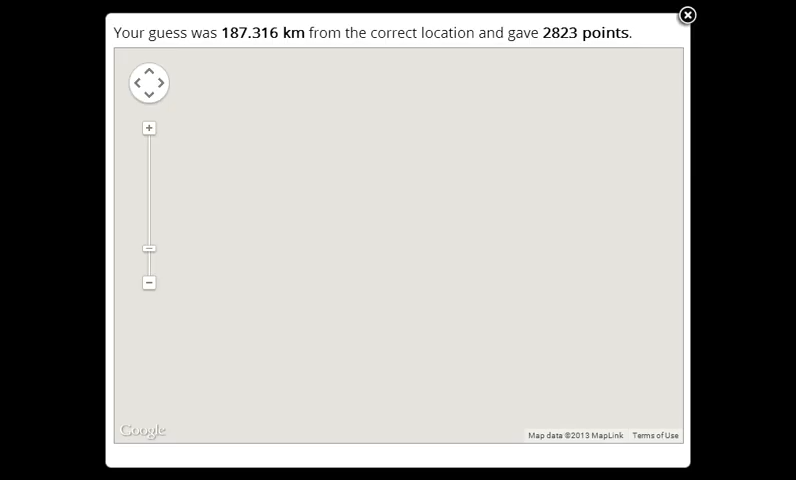 Your guess was 187.316 km from the correct location and gave 2823 points.
Google
Map data ©2013 MapLink Terms of Use